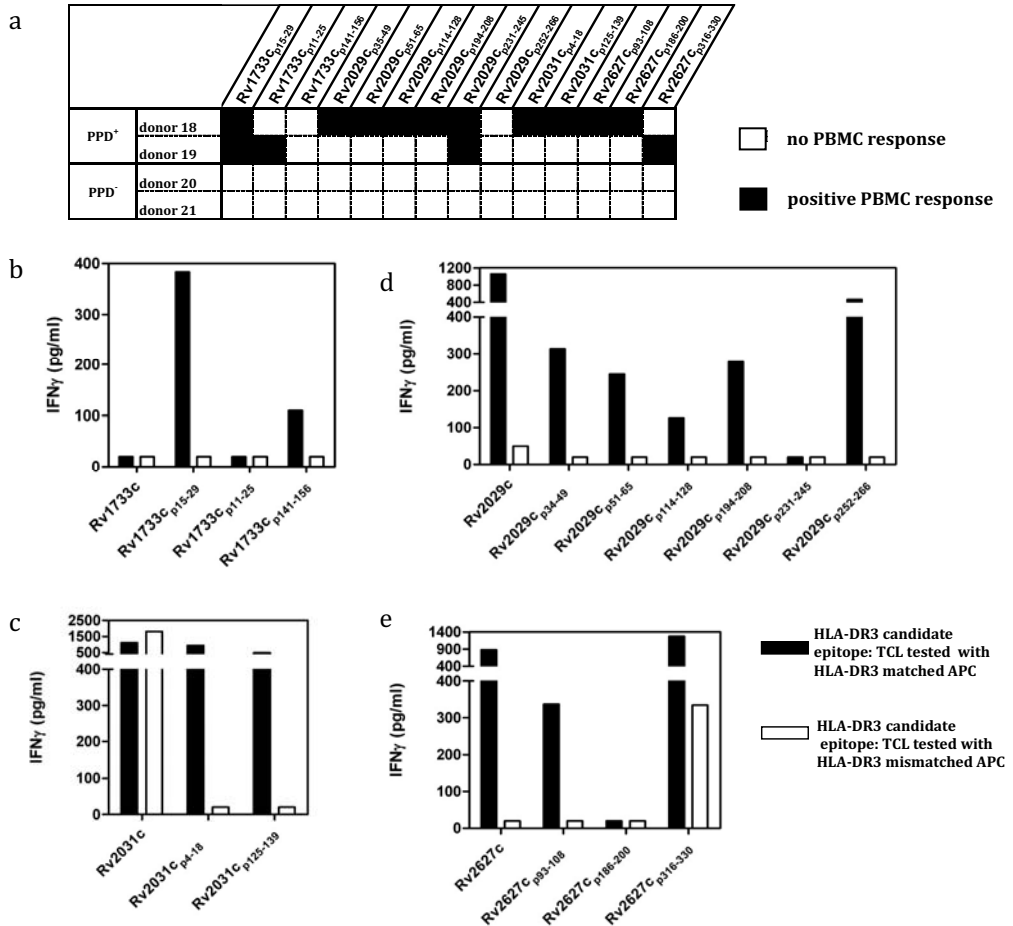 a
Rv1733c p15-29
Rv1733c p11-25
Rv1733c p141-156
Rv2029c p35-49
Rv2029c p51-65
Rv2029c p114-128
Rv2029c p194-208
Rv2029c p231-245
Rv2029c p252-266
Rv2031c p4-18
Rv2031c p125-139
Rv2627c p93-108
Rv2627c p186-200
Rv2627c p316-330
PPD+
donor 18
donor 19
PPD-
donor 20
donor 21
no PBMC response
positive PBMC response
b
IFNγ (pg/ml)
400
300
200
100
0
Rv1733c
Rv1733c p15-29
Rv1733c p11-25
Rv1733c p141-156
d
IFNγ (pg/ml)
1200
800
400
400
300
200
100
0
Rv2029c
Rv2029c p34-49
Rv2029c p51-65
Rv2029c p114-128
Rv2029c p194-208
Rv2029c p231-245
Rv2029c p252-266
c
IFNγ (pg/ml)
2500
1500
500
400
300
200
100
0
Rv2031c
Rv2031c p4-18
Rv2031c p125-139
e
IFNγ (pg/ml)
1400
900
400
400
300
200
100
0
Rv2627c
Rv2627c p93-108
Rv2627c p186-200
Rv2627c p316-330
HLA-DR3 candidate
epitope: TCL tested with
HLA-DR3 matched APC
HLA-DR3 candidate
epitope: TCL tested with
HLA-DR3 mismatched APC